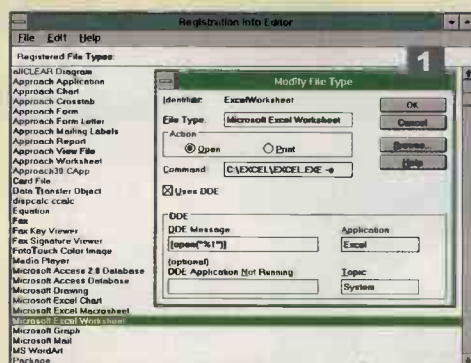 Registration Info Editor
File Edit Help
Registered File Types:
allCLEAR Diagram
Approach Application
Approach Chart
Approach Crosstab
Approach Form
Approach Form Letter
Approach Mailing Labels
Approach Report
Approach View File
Approach Worksheet
Approach30 CApp
Card File
Data Transfer Object
dispcalc ccalc
Equation
Fax
Fax Key Viewer
Fax Signature Viewer
FotoTouch Color Image
Media Player
Microsoft Access 2.0 Database
Microsoft Access Database
Microsoft Drawing
Microsoft Excel Chart
Microsoft Excel Macrosheet
Microsoft Excel Worksheet
Microsoft Graph
Microsoft Mail
MS WordArt
Package
1
Modify File Type
Identifier: ExcelWorksheet
File Type: Microsoft Excel Worksheet
Action
Open Print
Command: C:\EXCEL\EXCEL.EXE -e
Uses DDE
OK
Cancel
Browse...
Help
DDE
DDE Message
[open("%1")]
(optional)
DDE Application Not Running
Application
Excel
Topic
System